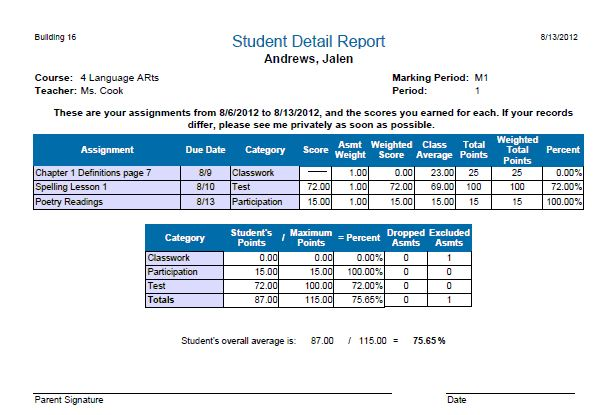 Building 16 Student Detail Report 8/13/2012
Andrews, Jalen
Course: 4 Language ARts Marking Period: M1
Teacher: Ms. Cook Period: 1
These are your assignments from 8/6/2012 to 8/13/2012, and the scores you earned for each. If your records
differ, please see me privately as soon as possible.
Assignment Due Date Category Score Asmt Weight Weighted Score Class Average Total Points Weighted Total Points Percent
Chapter 1 Definitions page 7 8/9 Classwork —— 1.00 0.00 23.00 25 25 0.00%
Spelling Lesson 1 8/10 Test 72.00 1.00 72.00 69.00 100 100 72.00%
Poetry Readings 8/13 Participation 15.00 1.00 15.00 15.00 15 15 100.00%
Category Student's Points / Maximum Points = Percent Dropped Asmts Excluded Asmts
Classwork 0.00 0.00 0.00% 0 1
Participation 15.00 15.00 100.00% 0 0
Test 72.00 100.00 72.00% 0 0
Totals 87.00 115.00 75.65% 0 1
Student's overall average is: 87.00 / 115.00 = 75.65 %
Parent Signature Date